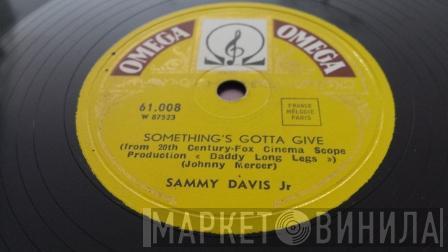 OMEGA
OMEGA
61.008
W 87523
FRANCE
MÉLODIE
PARIS
SOMETHING'S GOTTA GIVE
(from 20th Century-Fox Cinema Scope
Production « Daddy Long Legs »)
(Johnny Mercer)
SAMMY DAVIS Jr
МАРКЕТ ВИНИЛА!